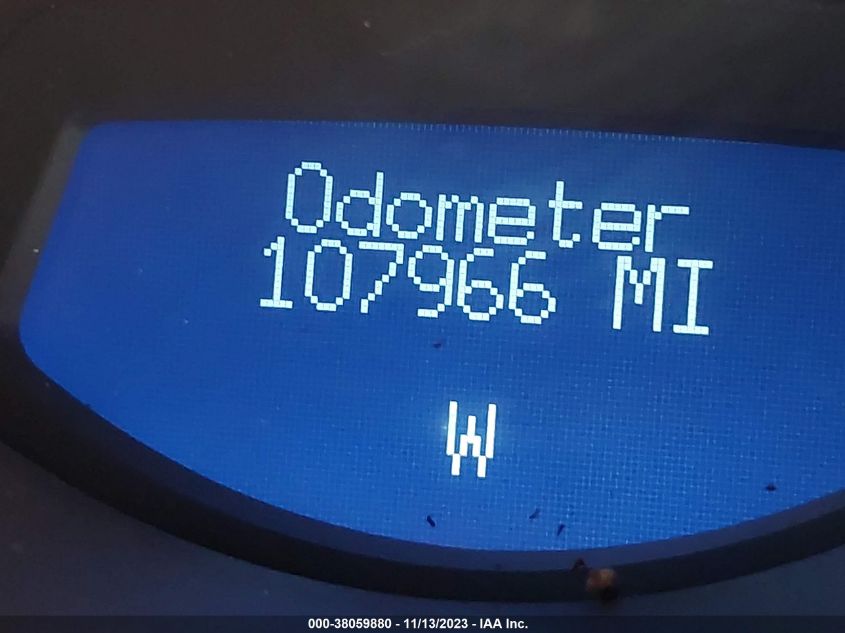 Odometer
107966 MI
W
000-38059880 - 11/13/2023 - IAA Inc.